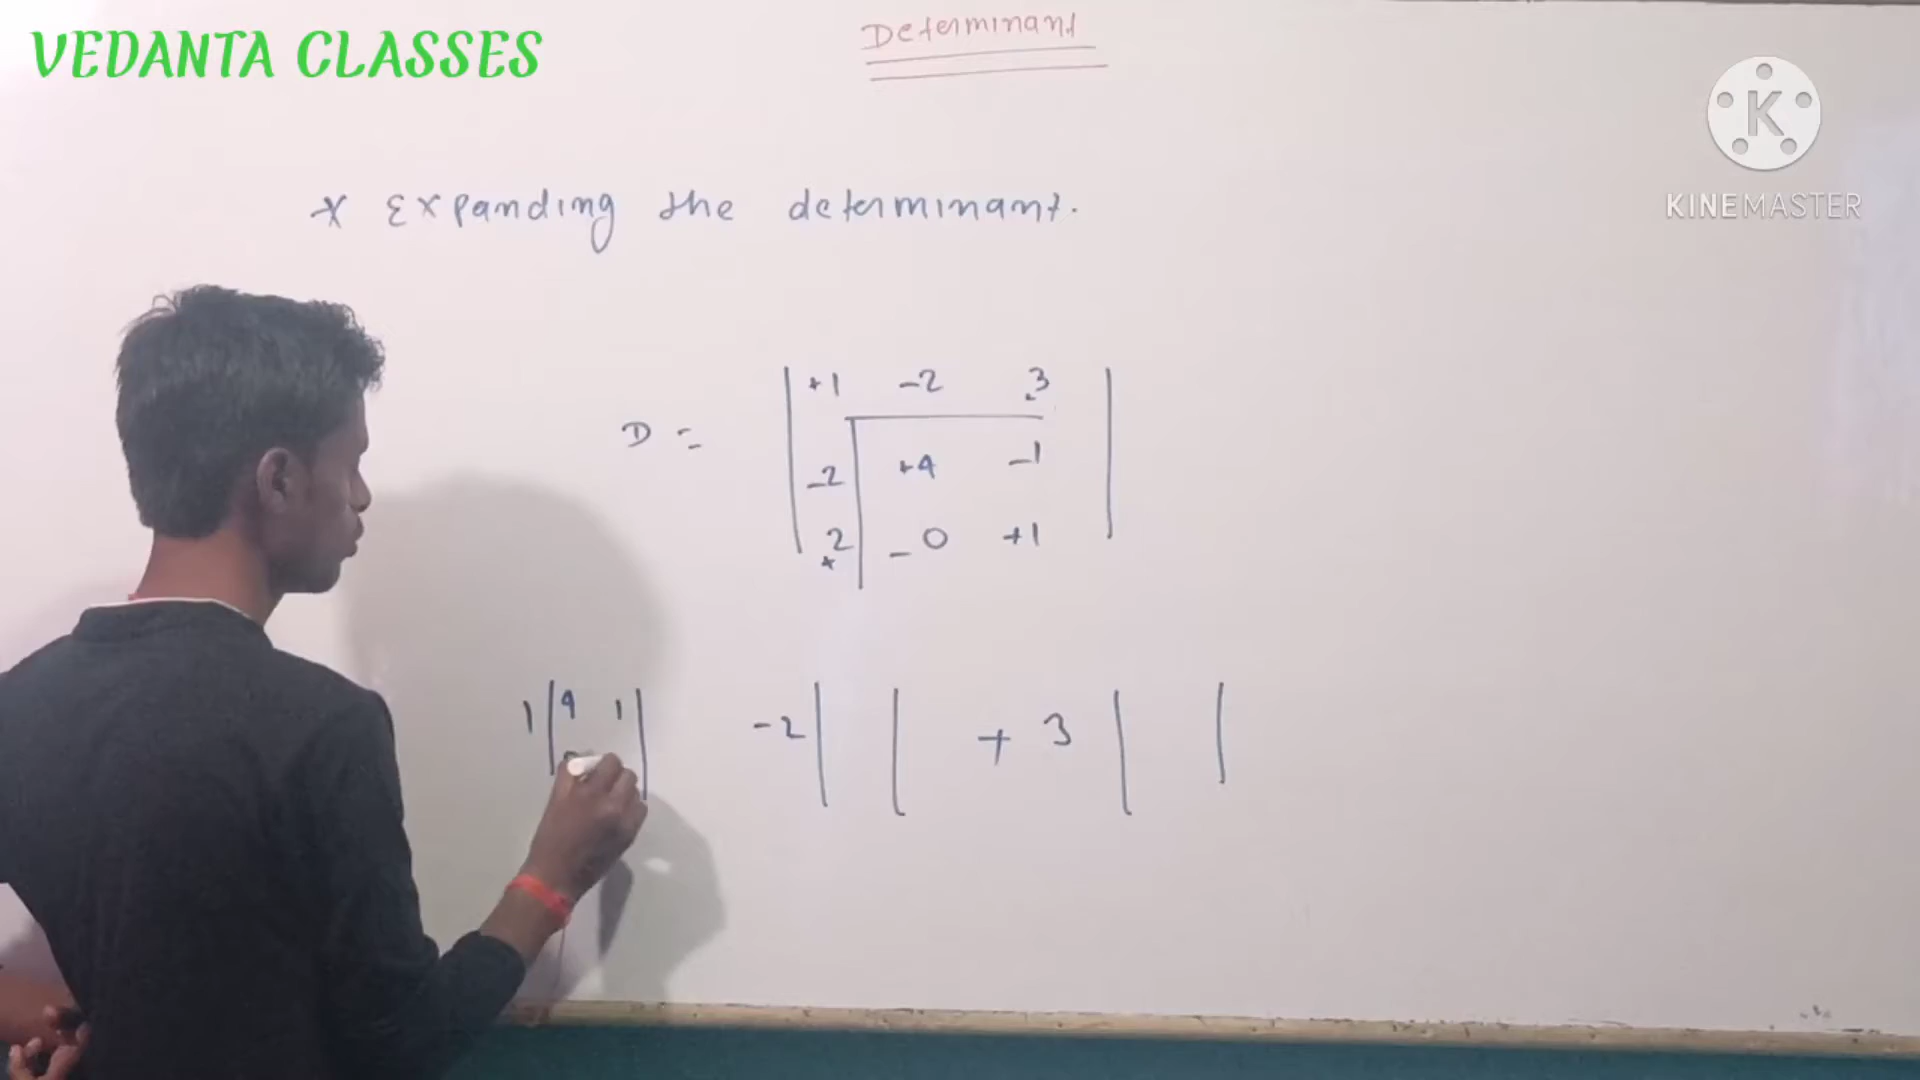 VEDANTA CLASSES
Determinant
K
KINEMASTER
* Expanding the determinant.
+1 -2 3
D =
-2 +4 -1
2 - 0 +1
+
1 | 4 1 | -2 | | + 3 | |